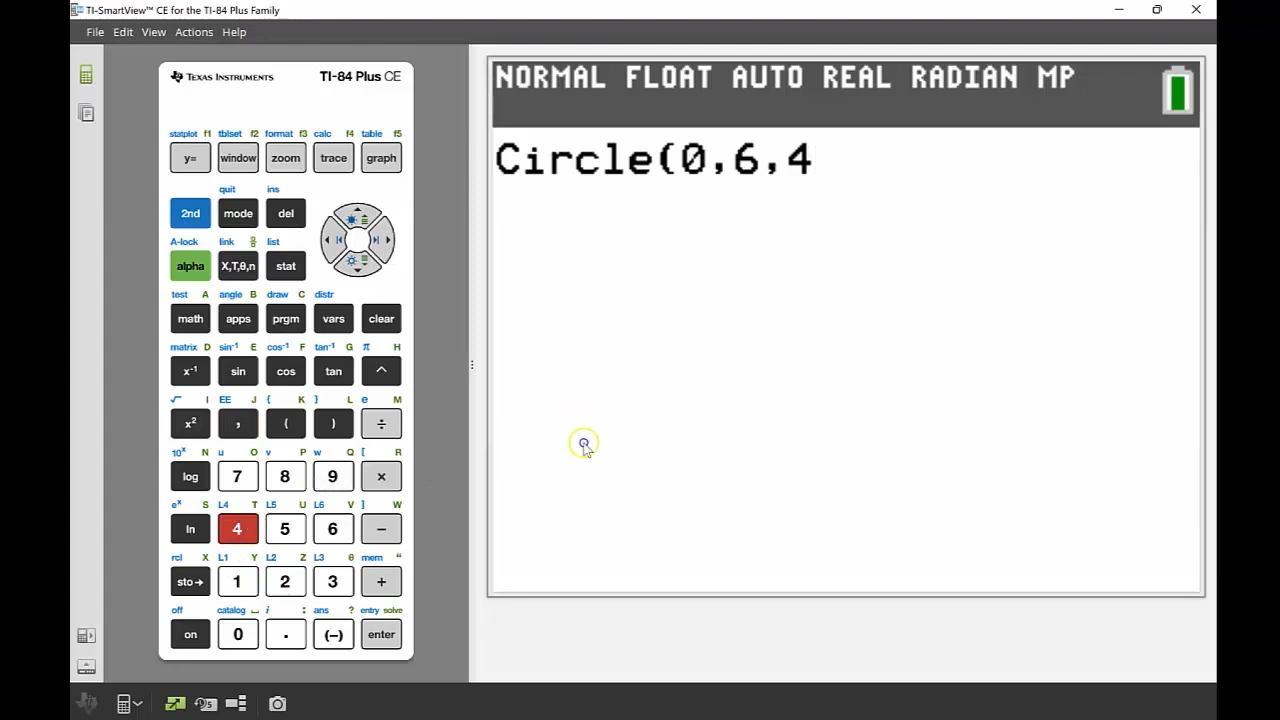 TI-SmartView™ CE for the TI-84 Plus Family
File Edit View Actions Help
TEXAS INSTRUMENTS TI-84 Plus CE
NORMAL FLOAT AUTO REAL RADIAN MP
Circle(0,6,4
statplot f1 tblset f2 format f3 calc f4 table f5
y= window zoom trace graph
quit ins
2nd mode del
A-lock link list
alpha X,T,θ,n stat
test A angle B draw C distr
math apps prgm vars clear
matrix D sin⁻¹ E cos⁻¹ F tan⁻¹ G π H
x⁻¹ sin cos tan ^
√ I EE J { K } L e M
x² , ( ) ÷
10ˣ N u O v P w Q [ R
log 7 8 9 ×
eˣ S L4 T L5 U L6 V ] W
ln 4 5 6 −
rcl X L1 Y L2 Z L3 θ mem “
sto→ 1 2 3 +
off catalog ⎵ i : ans ? entry solve
on 0 . (−) enter